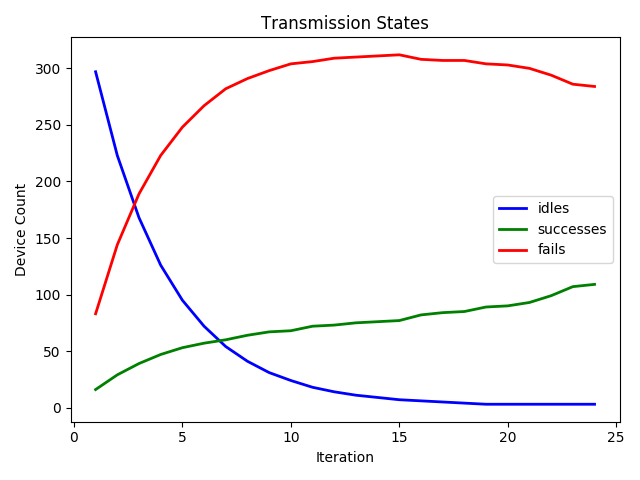 Transmission States
Device Count
300
250
200
150
100
50
0
idles
successes
fails
0
5
10
15
20
25
Iteration